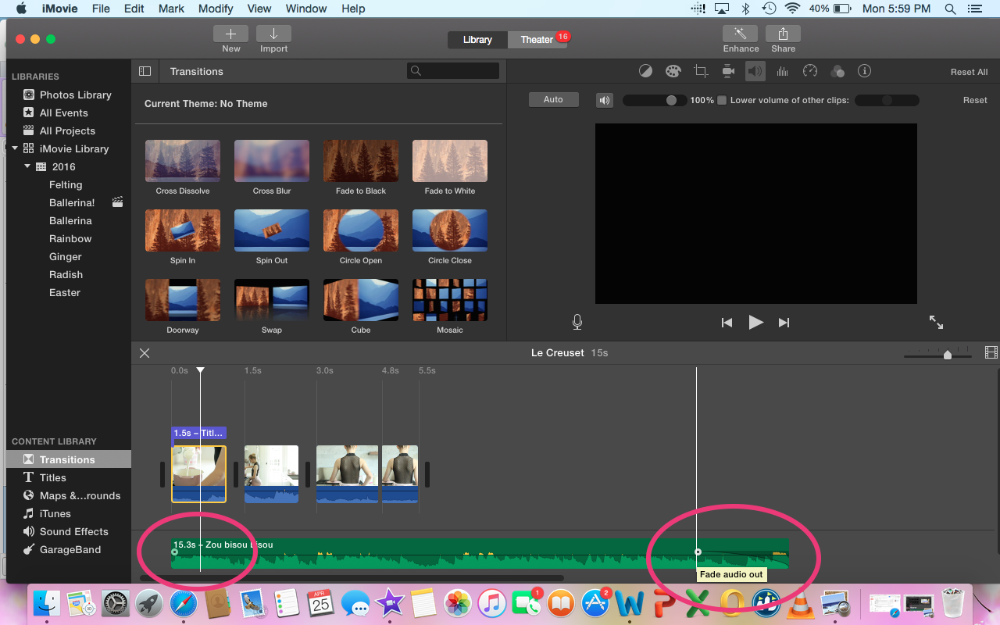 iMovie File Edit Mark Modify View Window Help 40% Mon 5:59 PM
New Import Library Theater 16 Enhance Share
LIBRARIES
Photos Library
All Events
All Projects
iMovie Library
2016
Felting
Ballerina!
Ballerina
Rainbow
Ginger
Radish
Easter
Transitions
Current Theme: No Theme
Cross Dissolve Cross Blur Fade to Black Fade to White
Spin In Spin Out Circle Open Circle Close
Doorway Swap Cube Mosaic
Reset All
Auto 100% Lower volume of other clips: Reset
Le Creuset 15s
0.0s 1.5s 3.0s 4.8s 5.5s
1.5s – Titl...
15.3s – Zou bisou bisou
Fade audio out
CONTENT LIBRARY
Transitions
Titles
Maps &...rounds
iTunes
Sound Effects
GarageBand
APR
25
1
2